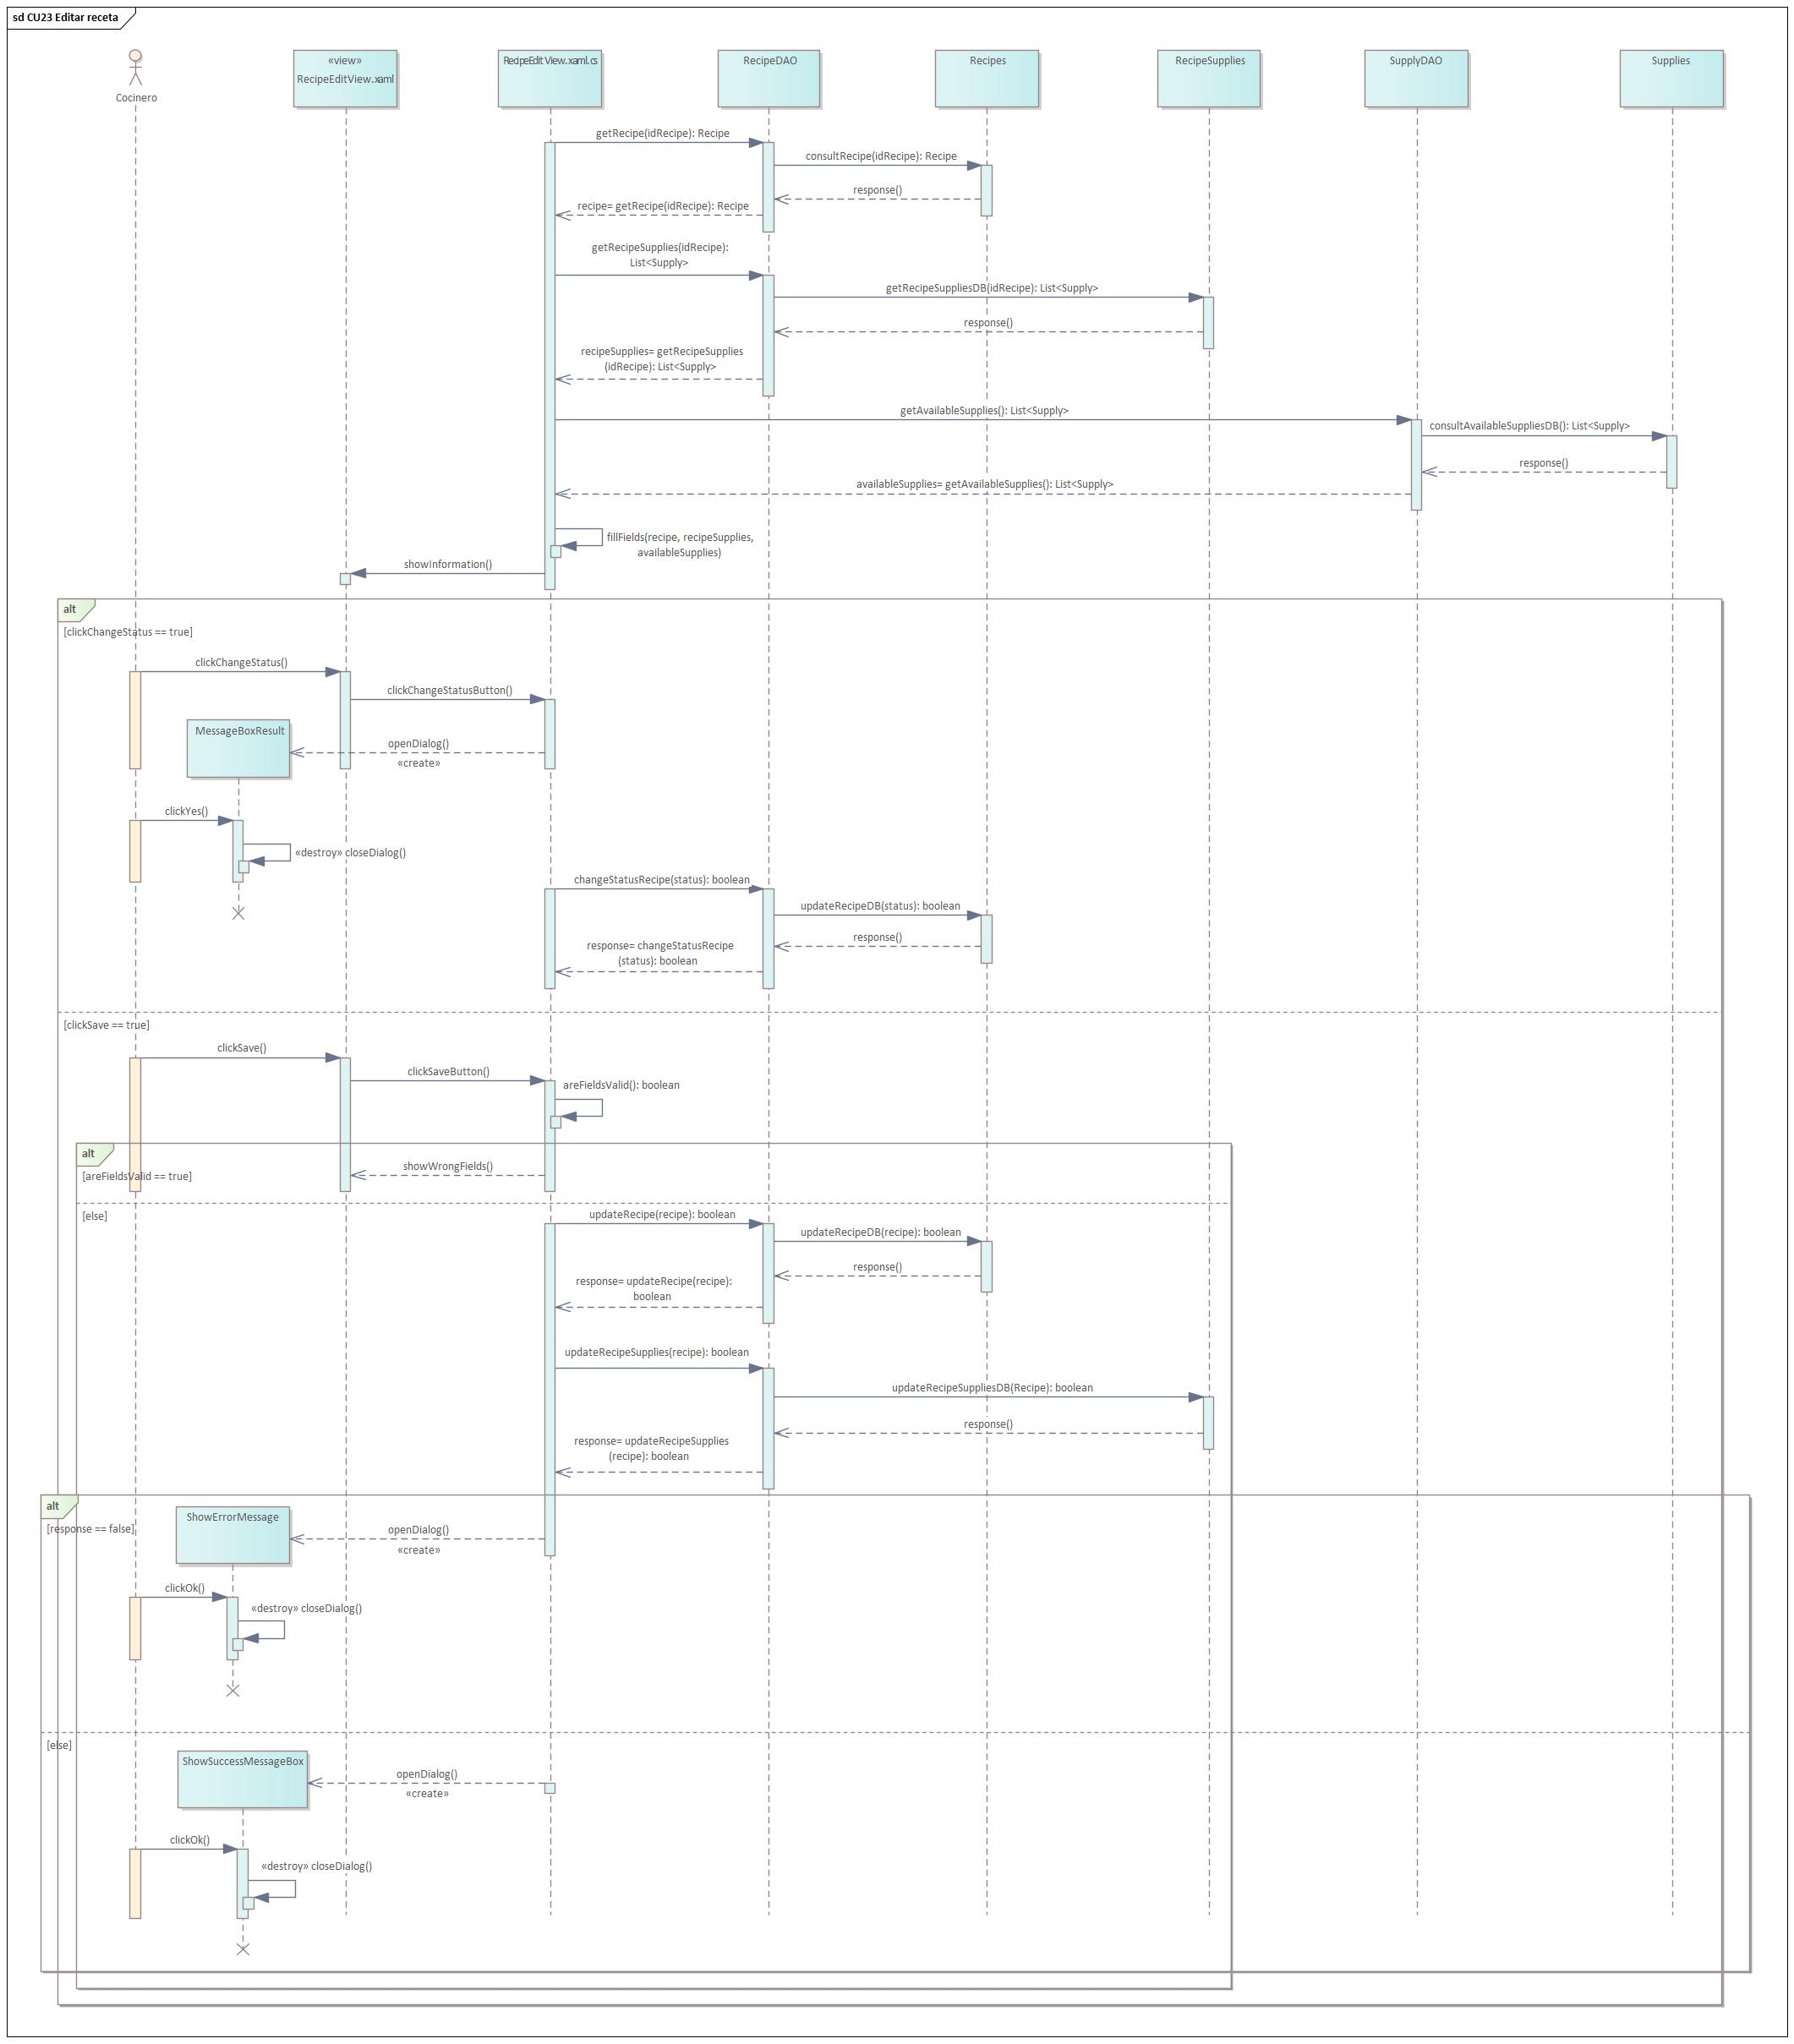 sd CU23 Editar receta
Cocinero
«view»
RecipeEditView.xaml
RecipeEditView.xaml.cs
RecipeDAO
Recipes
RecipeSupplies
SupplyDAO
Supplies
getRecipe(idRecipe): Recipe
consultRecipe(idRecipe): Recipe
response()
recipe= getRecipe(idRecipe): Recipe
getRecipeSupplies(idRecipe):
List<Supply>
getRecipeSuppliesDB(idRecipe): List<Supply>
response()
recipeSupplies= getRecipeSupplies
(idRecipe): List<Supply>
getAvailableSupplies(): List<Supply>
consultAvailableSuppliesDB(): List<Supply>
response()
availableSupplies= getAvailableSupplies(): List<Supply>
fillFields(recipe, recipeSupplies,
availableSupplies)
showInformation()
alt
[clickChangeStatus == true]
clickChangeStatus()
clickChangeStatusButton()
MessageBoxResult
openDialog()
«create»
clickYes()
«destroy» closeDialog()
changeStatusRecipe(status): boolean
updateRecipeDB(status): boolean
response()
response= changeStatusRecipe
(status): boolean
[clickSave == true]
clickSave()
clickSaveButton()
areFieldsValid(): boolean
alt
showWrongFields()
[areFieldsValid == true]
[else]
updateRecipe(recipe): boolean
updateRecipeDB(recipe): boolean
response()
response= updateRecipe(recipe):
boolean
updateRecipeSupplies(recipe): boolean
updateRecipeSuppliesDB(Recipe): boolean
response()
response= updateRecipeSupplies
(recipe): boolean
alt
[response == false]
ShowErrorMessage
openDialog()
«create»
clickOk()
«destroy» closeDialog()
[else]
ShowSuccessMessageBox
openDialog()
«create»
clickOk()
«destroy» closeDialog()